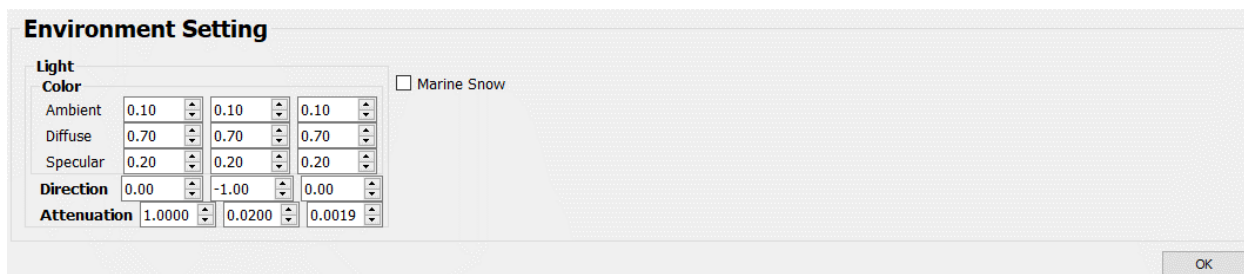 Environment Setting
Light
Color
Marine Snow
Ambient 0.10 0.10 0.10
Diffuse 0.70 0.70 0.70
Specular 0.20 0.20 0.20
Direction 0.00 -1.00 0.00
Attenuation 1.0000 0.0200 0.0019
OK